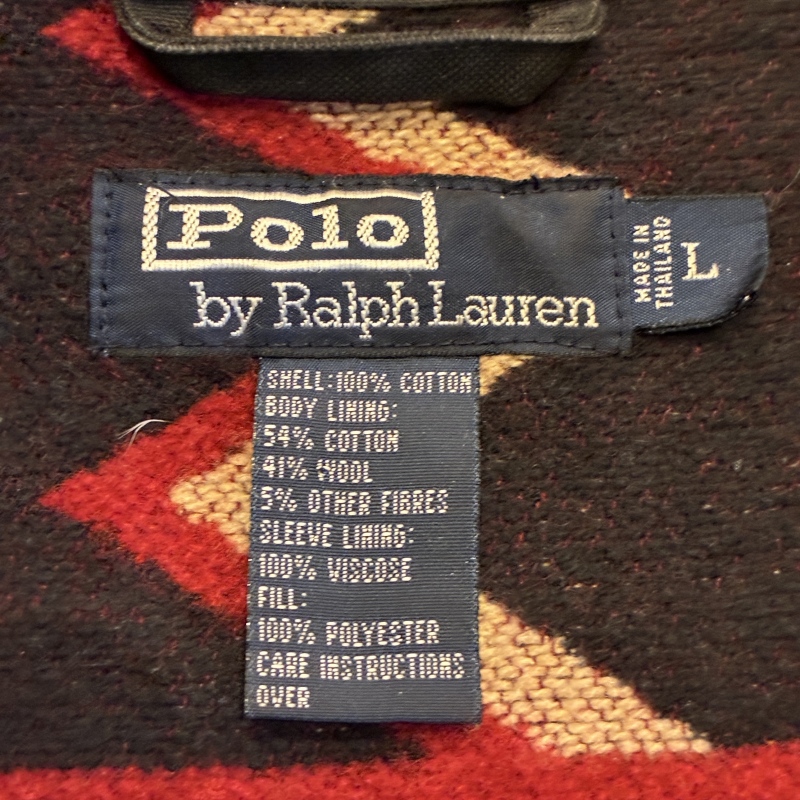 Polo
by Ralph Lauren
MADE IN
THAILAND
L
SHELL:100% COTTON
BODY LINING:
54% COTTON
41% WOOL
5% OTHER FIBRES
SLEEVE LINING:
100% VISCOSE
FILL:
100% POLYESTER
CARE INSTRUCTIONS
OVER